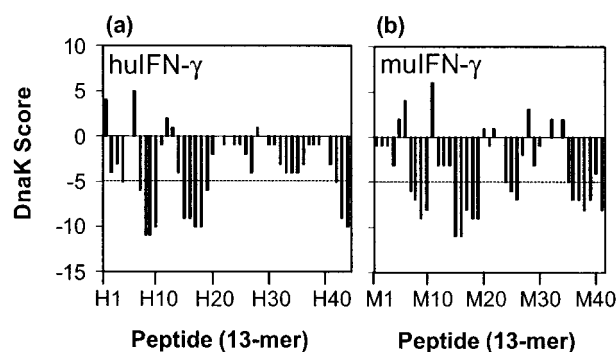 (a)
(b)
huIFN-γ
muIFN-γ
DnaK Score
10
5
0
-5
-10
-15
H1 H10 H20 H30 H40
M1 M10 M20 M30 M40
Peptide (13-mer)
Peptide (13-mer)